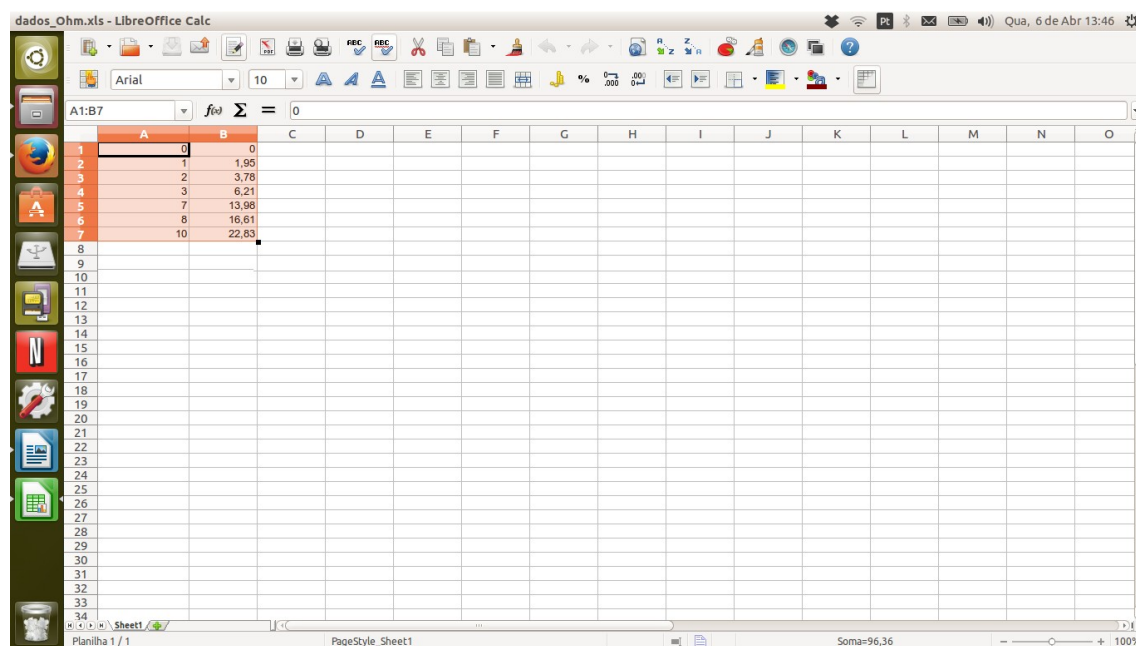 dados_Ohm.xls - LibreOffice Calc
Pt
Qua, 6 de Abr 13:46
Arial 10
A1:B7 f(x) Σ = 0
A B C D E F G H I J K L M N O
1 0 0
2 1 1,95
3 2 3,78
4 3 6,21
5 7 13,98
6 8 16,61
7 10 22,83
8
9
10
11
12
13
14
15
16
17
18
19
20
21
22
23
24
25
26
27
28
29
30
31
32
33
34
Sheet1
Planilha 1 / 1 PageStyle_Sheet1 Soma=96,36 100%